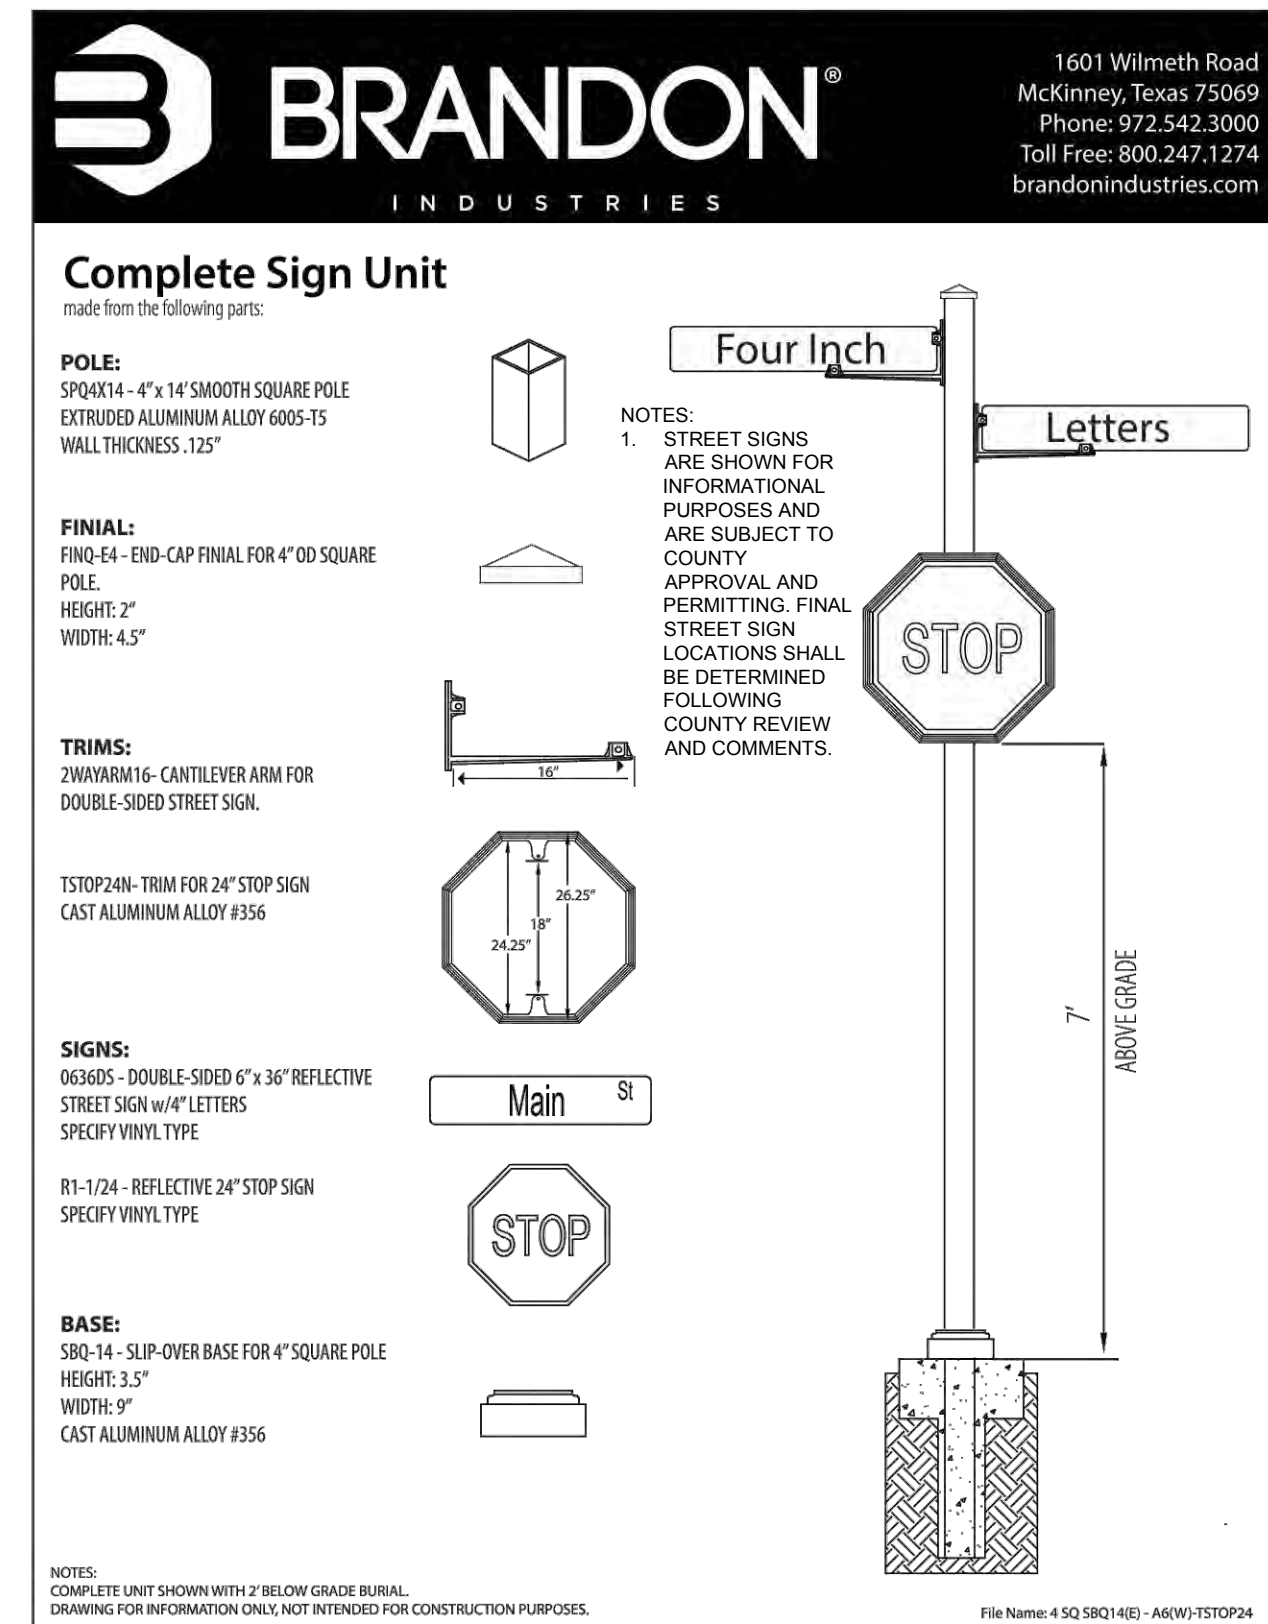 BRANDON®
INDUSTRIES
1601 Wilmeth Road
McKinney, Texas 75069
Phone: 972.542.3000
Toll Free: 800.247.1274
brandonindustries.com
Complete Sign Unit
made from the following parts:
POLE:
SPQ4X14 - 4" x 14' SMOOTH SQUARE POLE
EXTRUDED ALUMINUM ALLOY 6005-T5
WALL THICKNESS .125"
FINIAL:
FINQ-E4 - END-CAP FINIAL FOR 4" OD SQUARE
POLE.
HEIGHT: 2"
WIDTH: 4.5"
TRIMS:
2WAYARM16- CANTILEVER ARM FOR
DOUBLE-SIDED STREET SIGN.
16"
TSTOP24N- TRIM FOR 24" STOP SIGN
CAST ALUMINUM ALLOY #356
26.25"
18"
24.25"
SIGNS:
0636DS - DOUBLE-SIDED 6" x 36" REFLECTIVE
STREET SIGN w/4" LETTERS
SPECIFY VINYL TYPE
Main St
R1-1/24 - REFLECTIVE 24" STOP SIGN
SPECIFY VINYL TYPE
STOP
BASE:
SBQ-14 - SLIP-OVER BASE FOR 4" SQUARE POLE
HEIGHT: 3.5"
WIDTH: 9"
CAST ALUMINUM ALLOY #356
NOTES:
1. STREET SIGNS
ARE SHOWN FOR
INFORMATIONAL
PURPOSES AND
ARE SUBJECT TO
COUNTY
APPROVAL AND
PERMITTING. FINAL
STREET SIGN
LOCATIONS SHALL
BE DETERMINED
FOLLOWING
COUNTY REVIEW
AND COMMENTS.
Four Inch
Letters
STOP
7'
ABOVE GRADE
NOTES:
COMPLETE UNIT SHOWN WITH 2' BELOW GRADE BURIAL.
DRAWING FOR INFORMATION ONLY, NOT INTENDED FOR CONSTRUCTION PURPOSES.
File Name: 4 SQ SBQ14(E) - A6(W)-TSTOP24